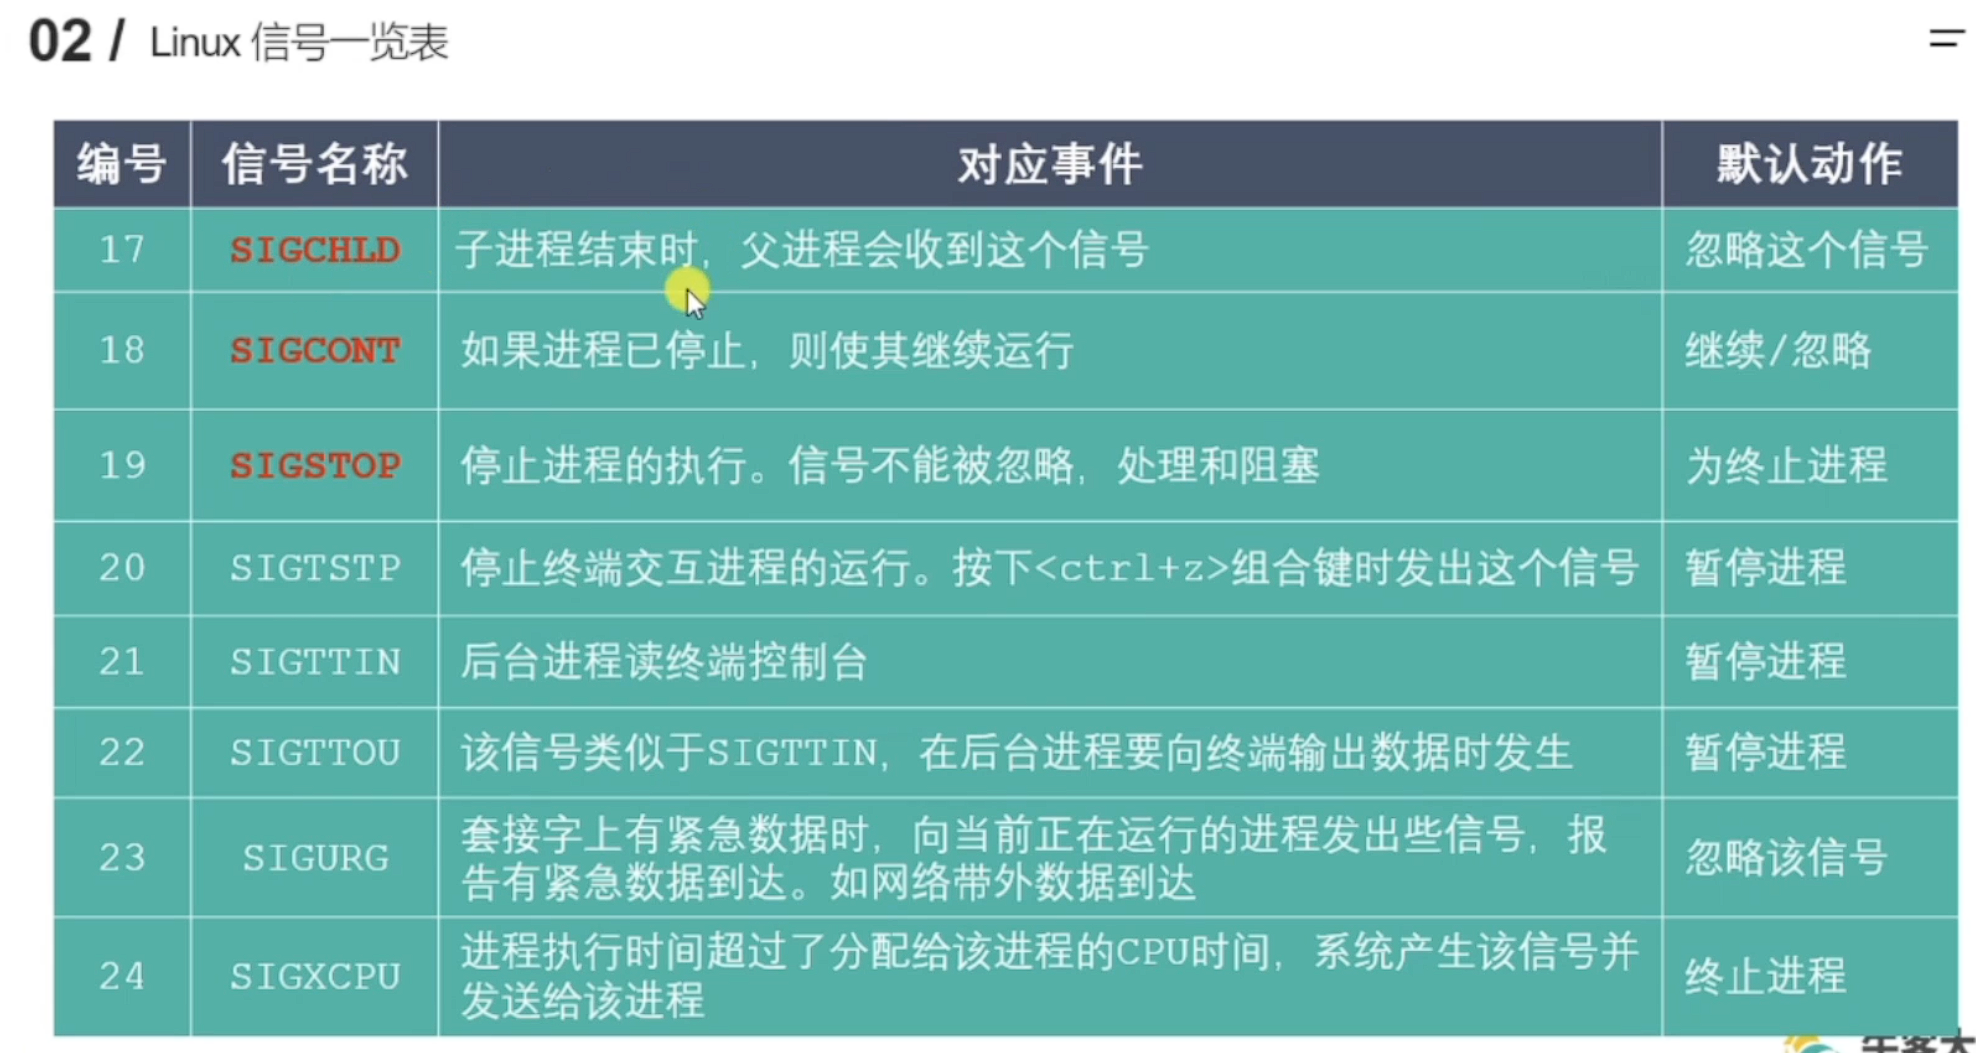 02 / Linux 信号一览表
编号 信号名称 对应事件 默认动作
17 SIGCHLD 子进程结束时，父进程会收到这个信号 忽略这个信号
18 SIGCONT 如果进程已停止，则使其继续运行 继续/忽略
19 SIGSTOP 停止进程的执行。信号不能被忽略，处理和阻塞 为终止进程
20 SIGTSTP 停止终端交互进程的运行。按下<ctrl+z>组合键时发出这个信号 暂停进程
21 SIGTTIN 后台进程读终端控制台 暂停进程
22 SIGTTOU 该信号类似于SIGTTIN，在后台进程要向终端输出数据时发生 暂停进程
23 SIGURG 套接字上有紧急数据时，向当前正在运行的进程发出些信号，报
告有紧急数据到达。如网络带外数据到达 忽略该信号
24 SIGXCPU 进程执行时间超过了分配给该进程的CPU时间，系统产生该信号并
发送给该进程 终止进程